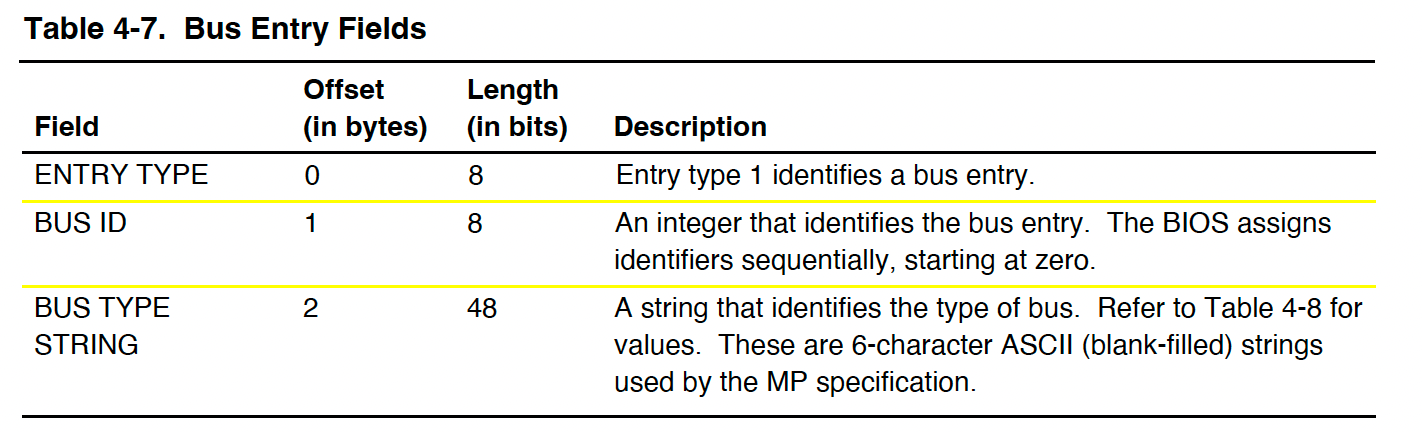 Table 4-7.  Bus Entry Fields
Field Offset (in bytes) Length (in bits) Description
ENTRY TYPE 0 8 Entry type 1 identifies a bus entry.
BUS ID 1 8 An integer that identifies the bus entry.  The BIOS assigns
identifiers sequentially, starting at zero.
BUS TYPE STRING 2 48 A string that identifies the type of bus.  Refer to Table 4-8 for
values.  These are 6-character ASCII (blank-filled) strings
used by the MP specification.